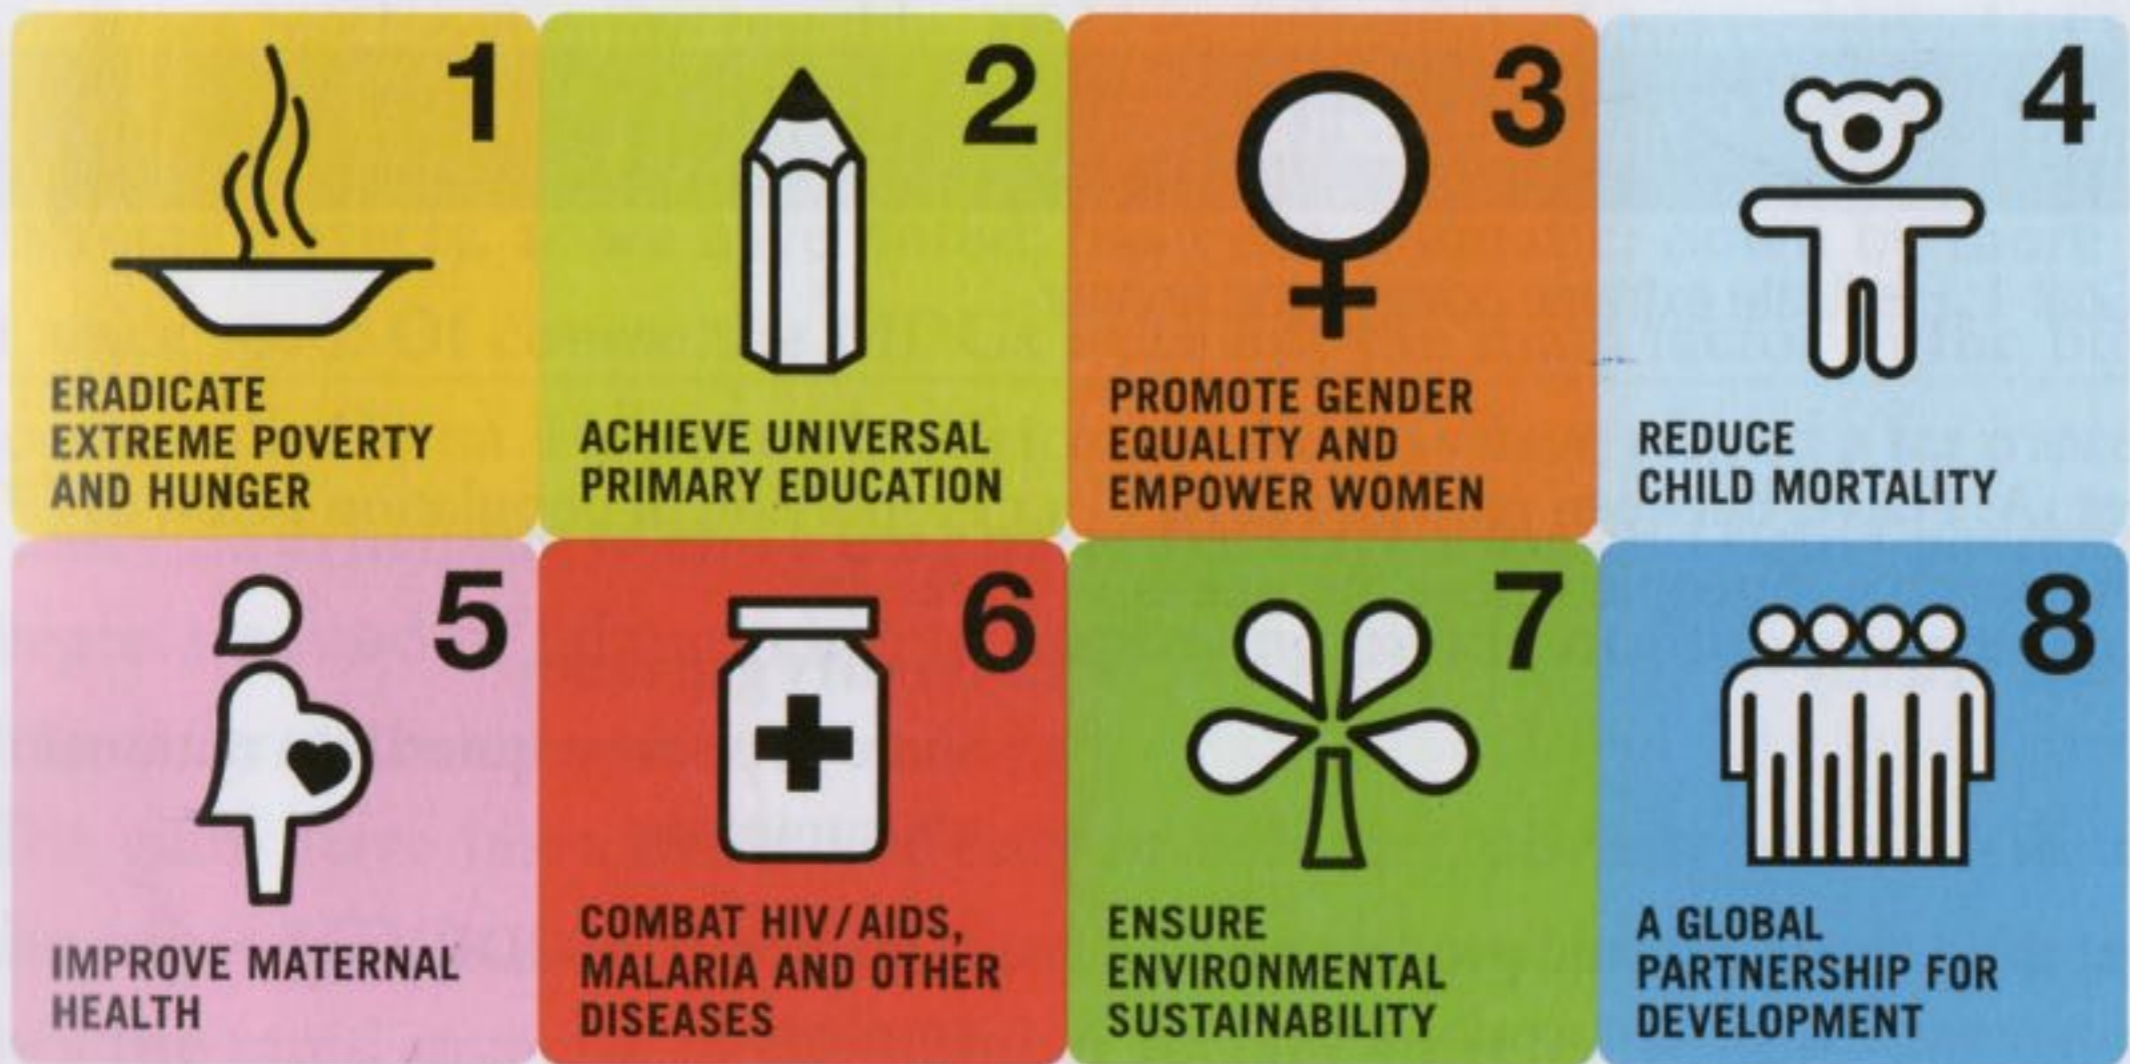 1
ERADICATE
EXTREME POVERTY
AND HUNGER
2
ACHIEVE UNIVERSAL
PRIMARY EDUCATION
3
PROMOTE GENDER
EQUALITY AND
EMPOWER WOMEN
4
REDUCE
CHILD MORTALITY
5
IMPROVE MATERNAL
HEALTH
6
COMBAT HIV/AIDS,
MALARIA AND OTHER
DISEASES
7
ENSURE
ENVIRONMENTAL
SUSTAINABILITY
8
A GLOBAL
PARTNERSHIP FOR
DEVELOPMENT